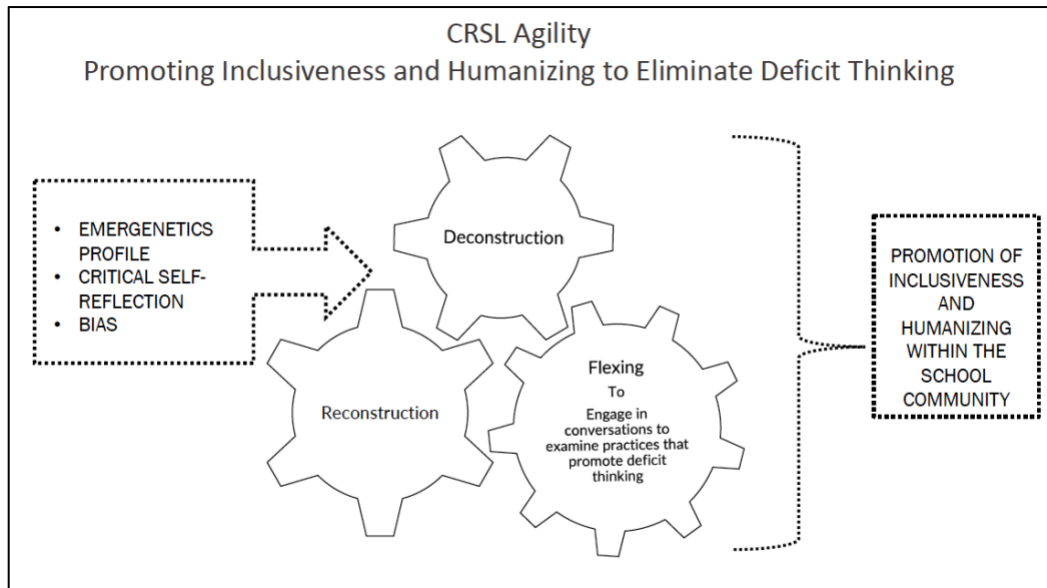 CRSL Agility
Promoting Inclusiveness and Humanizing to Eliminate Deficit Thinking
• EMERGENETICS
PROFILE
• CRITICAL SELF-
REFLECTION
• BIAS
Deconstruction
Reconstruction
Flexing
To
Engage in
conversations to
examine practices that
promote deficit
thinking
PROMOTION OF
INCLUSIVENESS
AND
HUMANIZING
WITHIN THE
SCHOOL
COMMUNITY